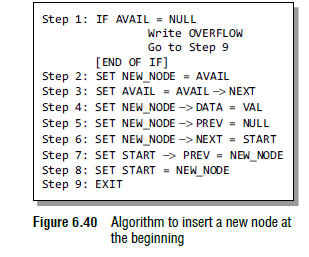 Step 1: IF AVAIL = NULL
Write OVERFLOW
Go to Step 9
[END OF IF]
Step 2: SET NEW_NODE = AVAIL
Step 3: SET AVAIL = AVAIL -> NEXT
Step 4: SET NEW_NODE -> DATA = VAL
Step 5: SET NEW_NODE -> PREV = NULL
Step 6: SET NEW_NODE -> NEXT = START
Step 7: SET START -> PREV = NEW_NODE
Step 8: SET START = NEW_NODE
Step 9: EXIT
Figure 6.40 Algorithm to insert a new node at
the beginning